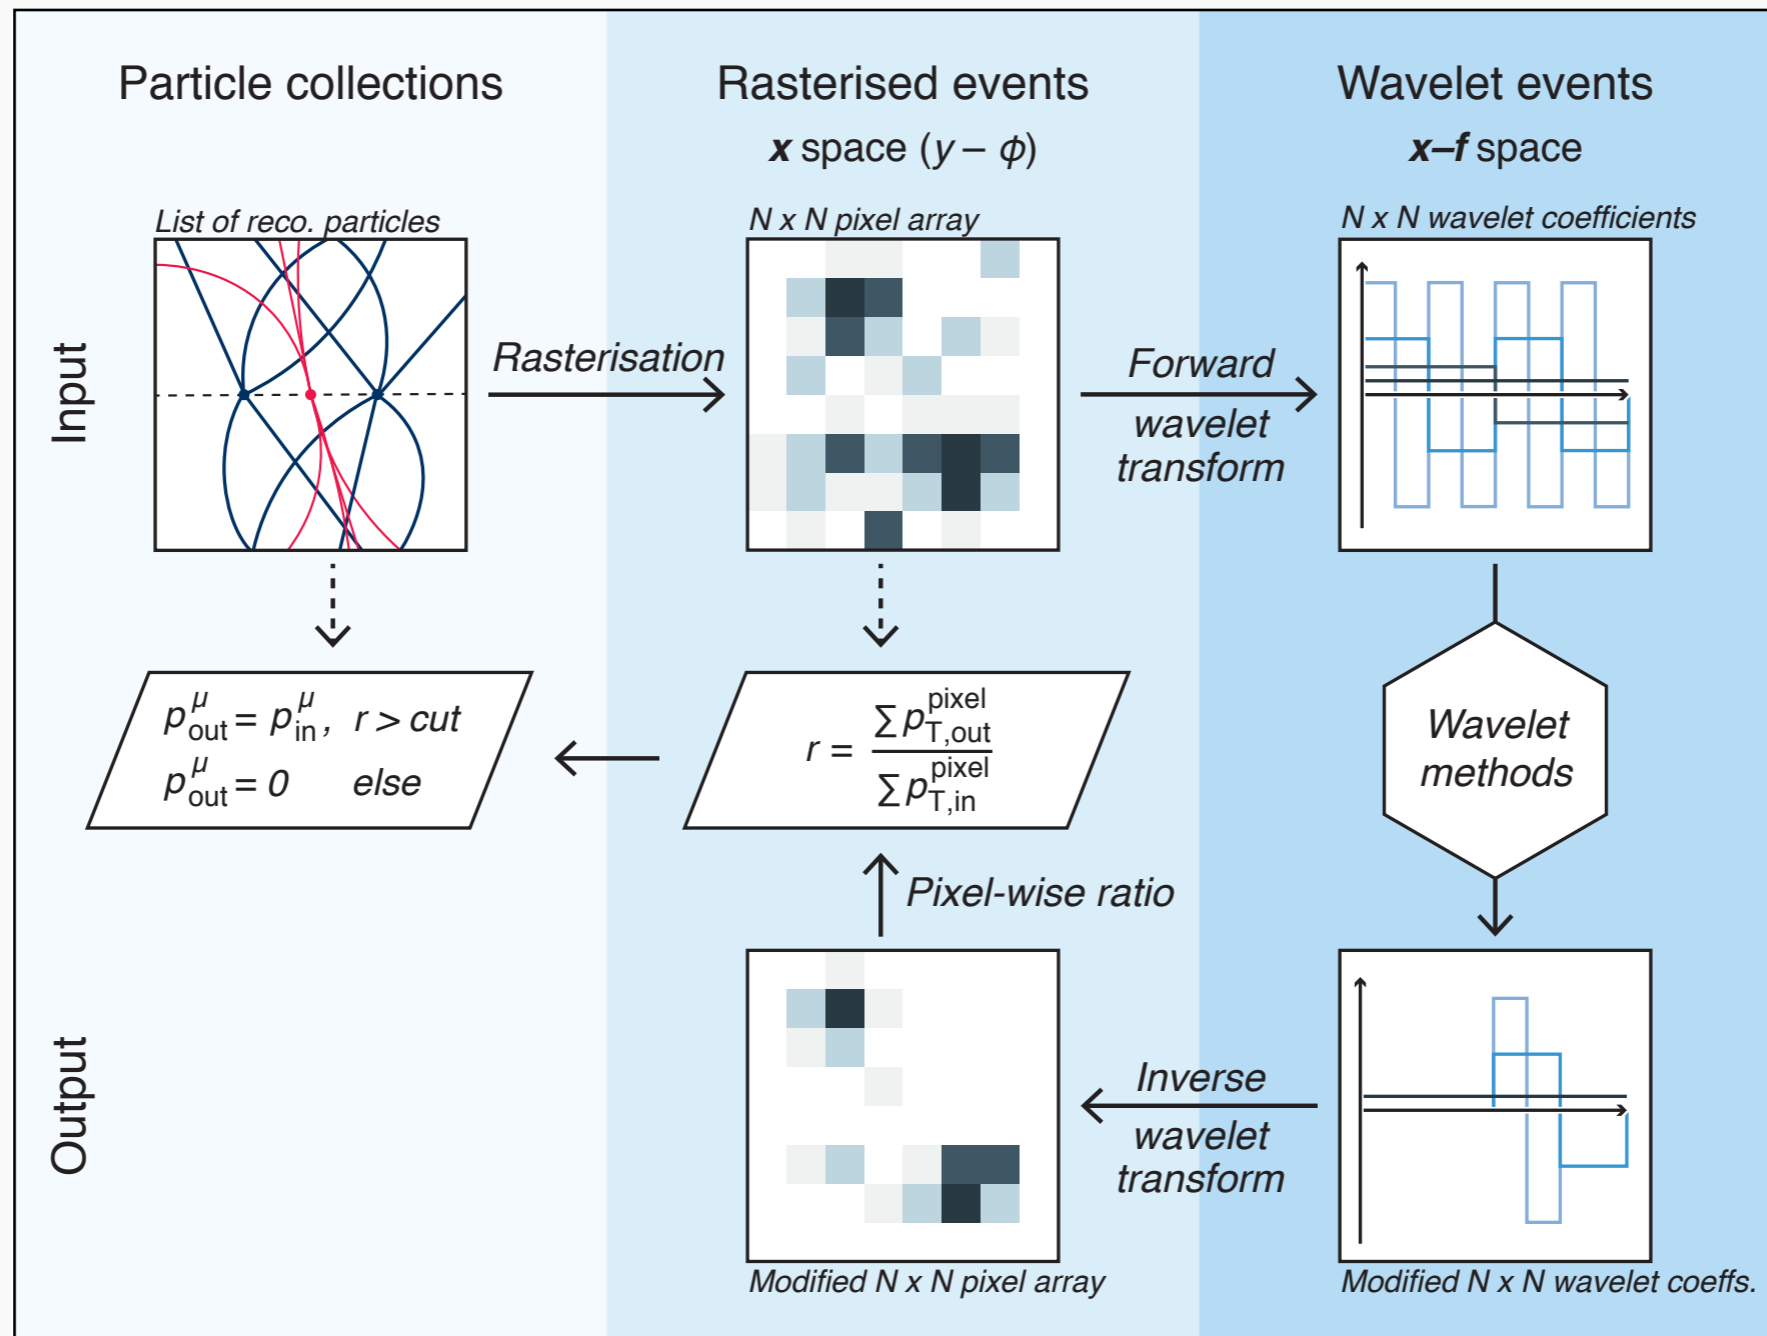 Particle collections
Rasterised events
Wavelet events
x space (y – ϕ)
x–f space
List of reco. particles
N x N pixel array
N x N wavelet coefficients
Input
Rasterisation
Forward
wavelet
transform
p^μ_out = p^μ_in, r > cut
p^μ_out = 0 else
r = ∑ p^pixel_T,out / ∑ p^pixel_T,in
Wavelet
methods
Pixel-wise ratio
Output
Inverse
wavelet
transform
Modified N x N pixel array
Modified N x N wavelet coeffs.